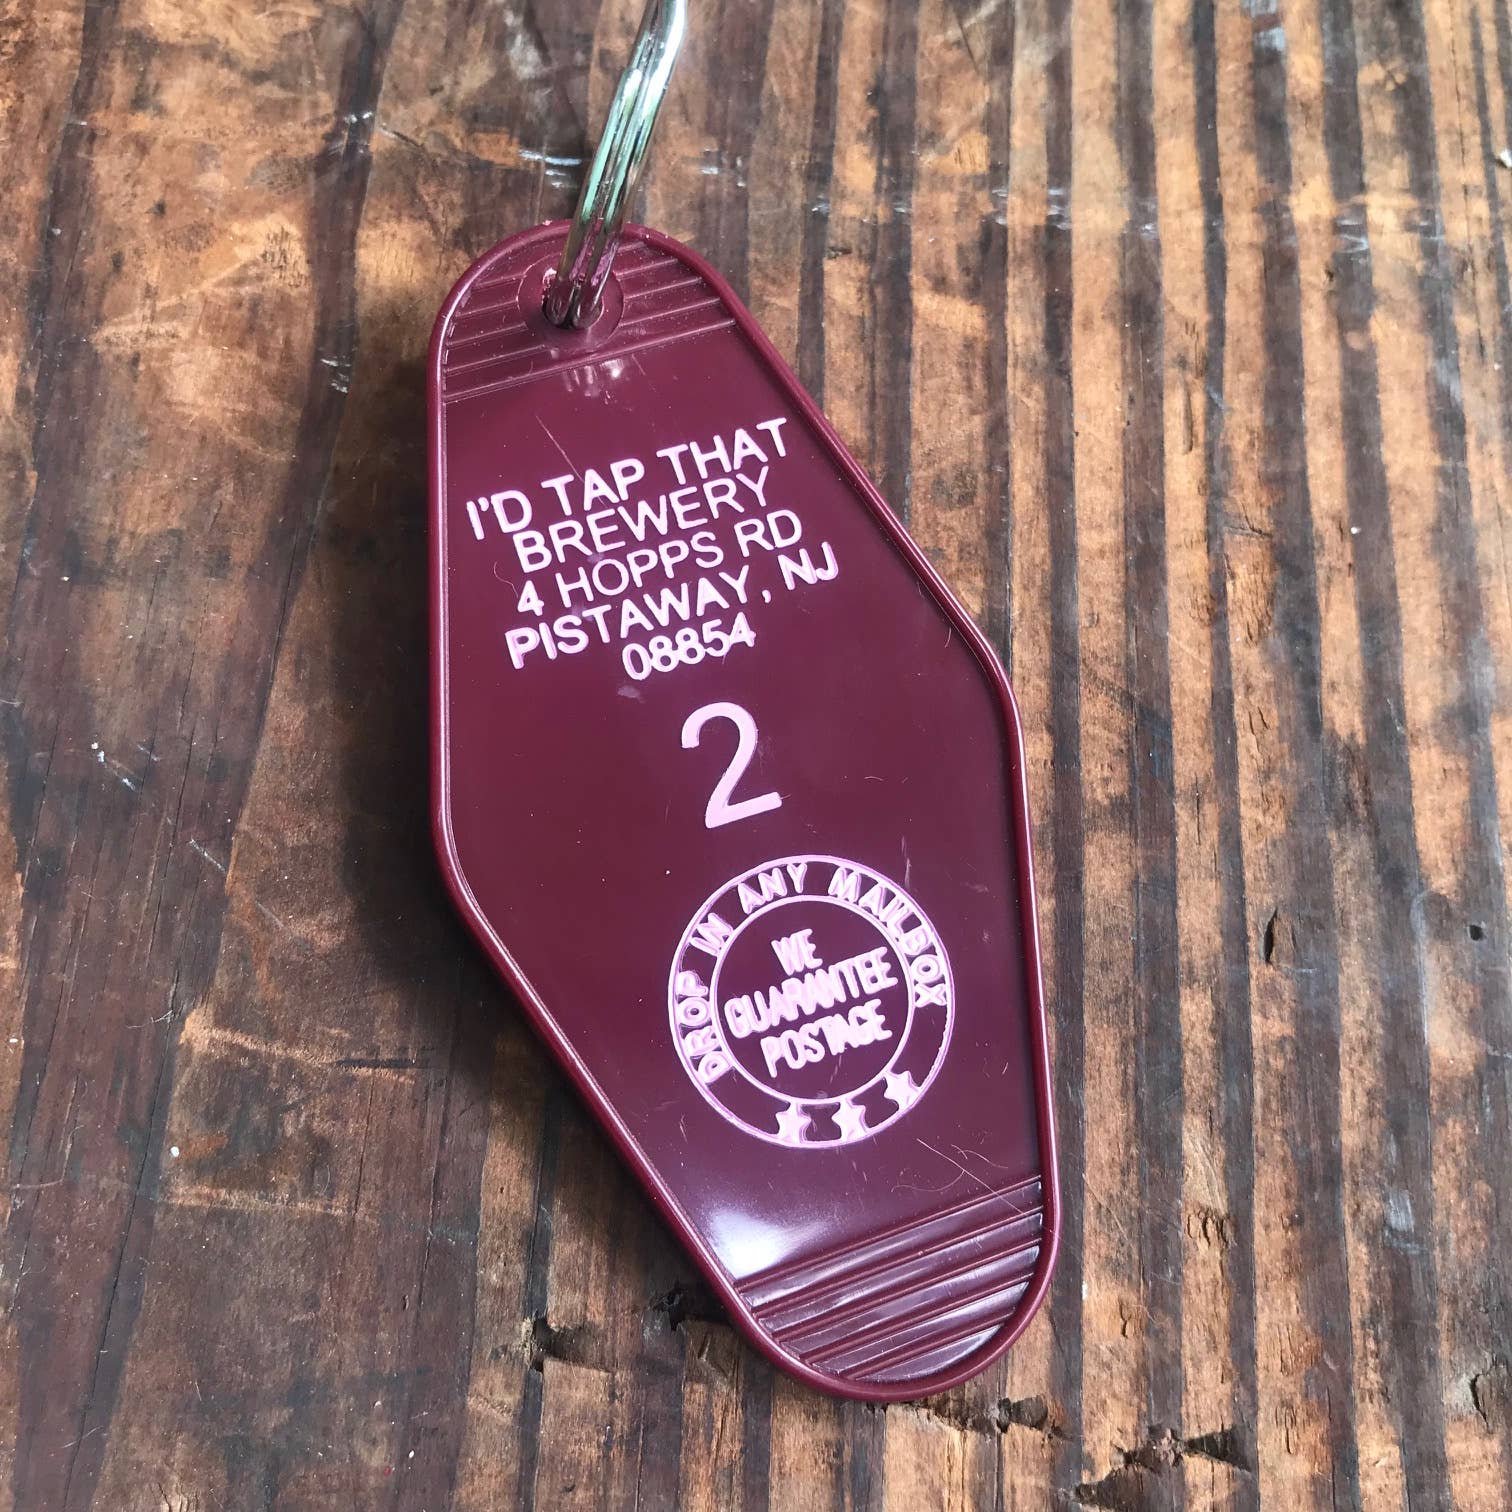 I'D TAP THAT
BREWERY
4 HOPPS RD
PISTAWAY, NJ
08854
2
DROP IN ANY MAILBOX
WE
GUARANTEE
POSTAGE